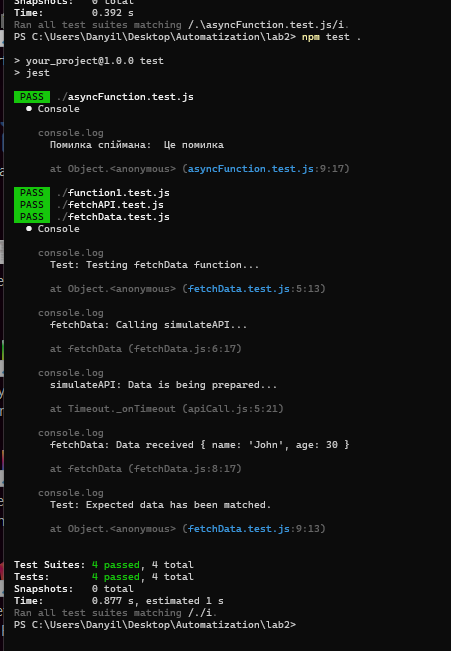 Snapshots:   0 total
Time:        0.392 s
Ran all test suites matching /.\\asyncFunction.test.js/i.
PS C:\Users\Danyil\Desktop\Automatization\lab2> npm test .
> your_project@1.0.0 test
> jest
PASS ./asyncFunction.test.js
● Console
console.log
Помилка спіймана:  Це помилка
at Object.<anonymous> (asyncFunction.test.js:9:17)
PASS ./function1.test.js
PASS ./fetchAPI.test.js
PASS ./fetchData.test.js
● Console
console.log
Test: Testing fetchData function...
at Object.<anonymous> (fetchData.test.js:5:13)
console.log
fetchData: Calling simulateAPI...
at fetchData (fetchData.js:6:17)
console.log
simulateAPI: Data is being prepared...
at Timeout._onTimeout (apiCall.js:5:21)
console.log
fetchData: Data received { name: 'John', age: 30 }
at fetchData (fetchData.js:8:17)
console.log
Test: Expected data has been matched.
at Object.<anonymous> (fetchData.test.js:9:13)
Test Suites: 4 passed, 4 total
Tests:       4 passed, 4 total
Snapshots:   0 total
Time:        0.877 s, estimated 1 s
Ran all test suites matching /./i.
PS C:\Users\Danyil\Desktop\Automatization\lab2>